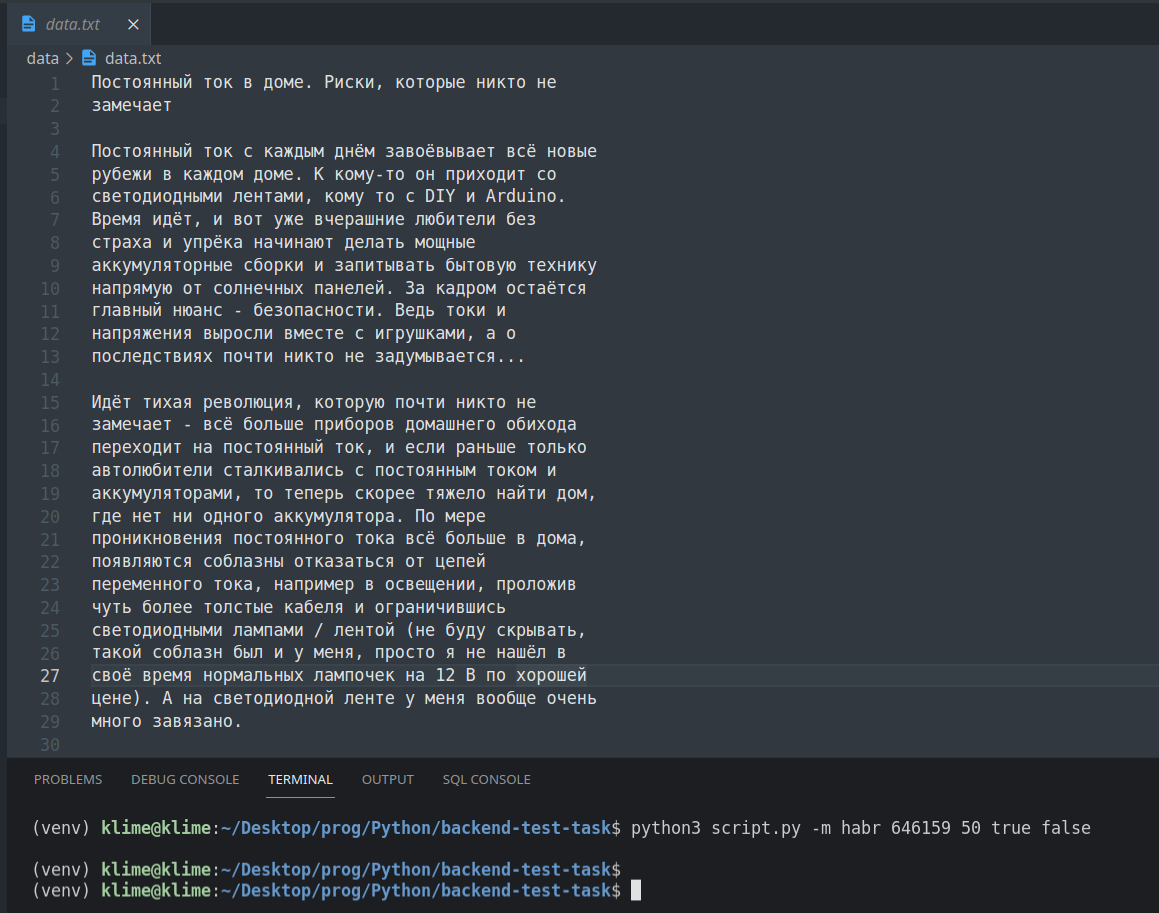 data.txt
data > data.txt
1 Постоянный ток в доме. Риски, которые никто не
2 замечает
3
4 Постоянный ток с каждым днём завоёвывает всё новые
5 рубежи в каждом доме. К кому-то он приходит со
6 светодиодными лентами, кому то с DIY и Arduino.
7 Время идёт, и вот уже вчерашние любители без
8 страха и упрёка начинают делать мощные
9 аккумуляторные сборки и запитывать бытовую технику
10 напрямую от солнечных панелей. За кадром остаётся
11 главный нюанс - безопасности. Ведь токи и
12 напряжения выросли вместе с игрушками, а о
13 последствиях почти никто не задумывается...
14
15 Идёт тихая революция, которую почти никто не
16 замечает - всё больше приборов домашнего обихода
17 переходит на постоянный ток, и если раньше только
18 автолюбители сталкивались с постоянным током и
19 аккумуляторами, то теперь скорее тяжело найти дом,
20 где нет ни одного аккумулятора. По мере
21 проникновения постоянного тока всё больше в дома,
22 появляются соблазны отказаться от цепей
23 переменного тока, например в освещении, проложив
24 чуть более толстые кабеля и ограничившись
25 светодиодными лампами / лентой (не буду скрывать,
26 такой соблазн был и у меня, просто я не нашёл в
27 своё время нормальных лампочек на 12 В по хорошей
28 цене). А на светодиодной ленте у меня вообще очень
29 много завязано.
30
PROBLEMS DEBUG CONSOLE TERMINAL OUTPUT SQL CONSOLE
(venv) klime@klime:~/Desktop/prog/Python/backend-test-task$ python3 script.py -m habr 646159 50 true false
(venv) klime@klime:~/Desktop/prog/Python/backend-test-task$
(venv) klime@klime:~/Desktop/prog/Python/backend-test-task$